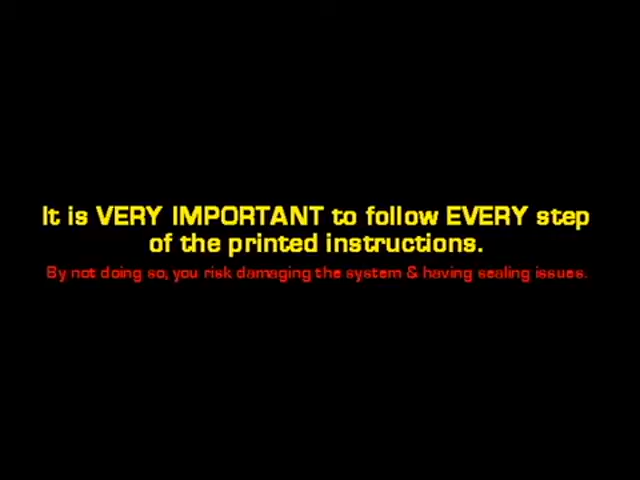 It is VERY IMPORTANT to follow EVERY step
of the printed instructions.
By not doing so, you risk damaging the system & having sealing issues.